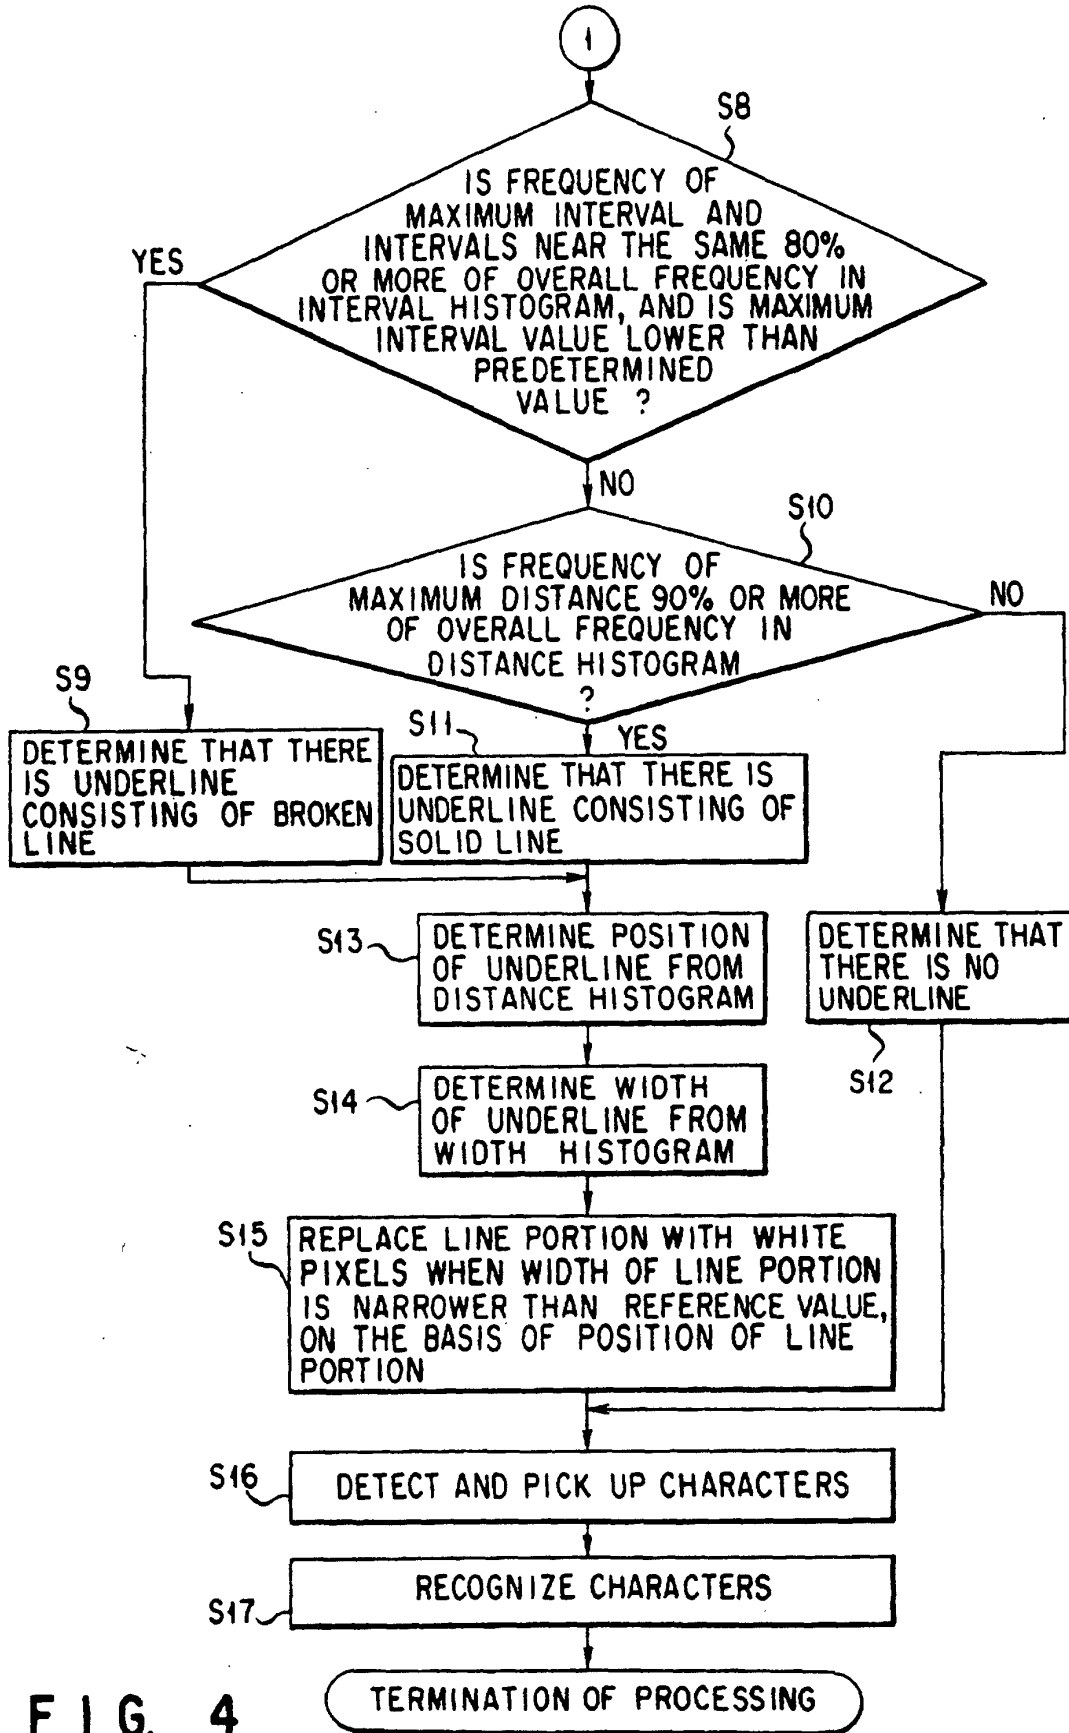 1
S8
IS FREQUENCY OF
MAXIMUM INTERVAL AND
INTERVALS NEAR THE SAME 80%
OR MORE OF OVERALL FREQUENCY IN
INTERVAL HISTOGRAM, AND IS MAXIMUM
INTERVAL VALUE LOWER THAN
PREDETERMINED
VALUE ?
YES
NO
S10
IS FREQUENCY OF
MAXIMUM DISTANCE 90% OR MORE
OF OVERALL FREQUENCY IN
DISTANCE HISTOGRAM
?
NO
YES
S9
DETERMINE THAT THERE
IS UNDERLINE
CONSISTING OF BROKEN
LINE
S11
DETERMINE THAT THERE IS
UNDERLINE CONSISTING OF
SOLID LINE
S13
DETERMINE POSITION
OF UNDERLINE FROM
DISTANCE HISTOGRAM
DETERMINE THAT
THERE IS NO
UNDERLINE
S12
S14
DETERMINE WIDTH
OF UNDERLINE FROM
WIDTH HISTOGRAM
S15
REPLACE LINE PORTION WITH WHITE
PIXELS WHEN WIDTH OF LINE PORTION
IS NARROWER THAN REFERENCE VALUE,
ON THE BASIS OF POSITION OF LINE
PORTION
S16
DETECT AND PICK UP CHARACTERS
S17
RECOGNIZE CHARACTERS
TERMINATION OF PROCESSING
FIG. 4